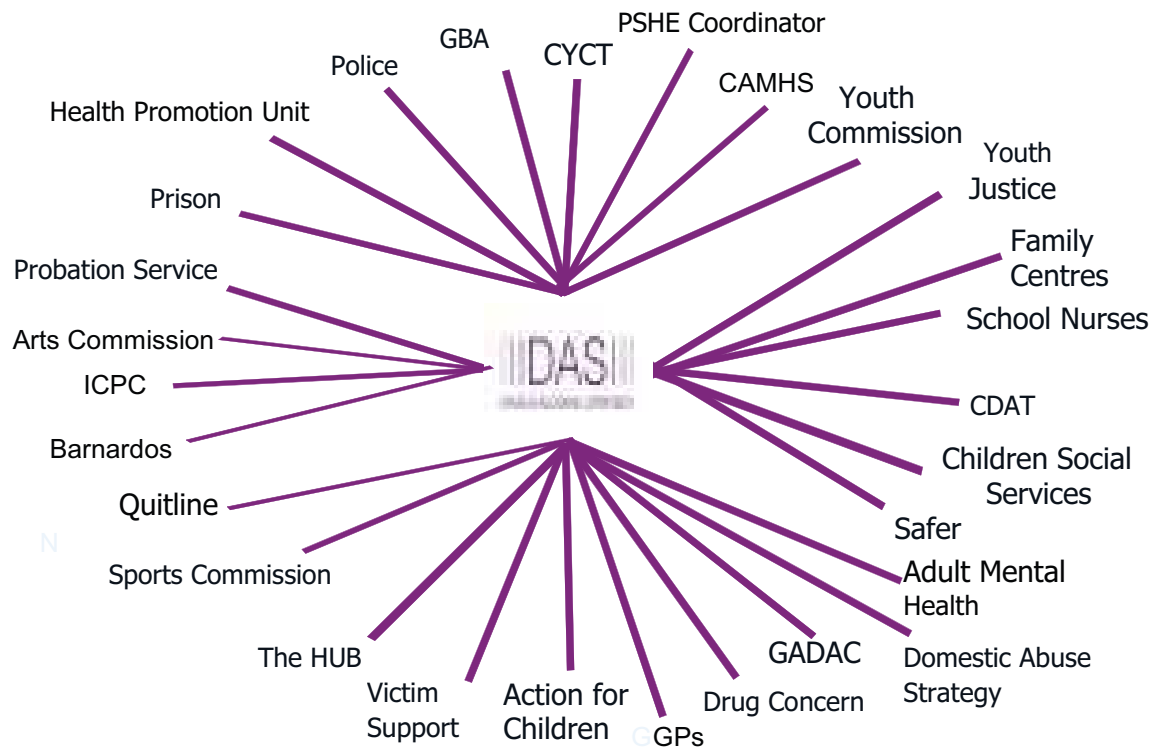 PSHE Coordinator
GBA
CYCT
Police
CAMHS
Health Promotion Unit
Youth
Commission
Youth
Justice
Prison
Family
Centres
Probation Service
School Nurses
Arts Commission
DAS
ICPC
CDAT
Barnardos
Children Social
Services
Quitline
Safer
N
Sports Commission
Adult Mental
Health
The HUB
GADAC
Domestic Abuse
Strategy
Victim
Support
Action for
Children
Drug Concern
G
GPs